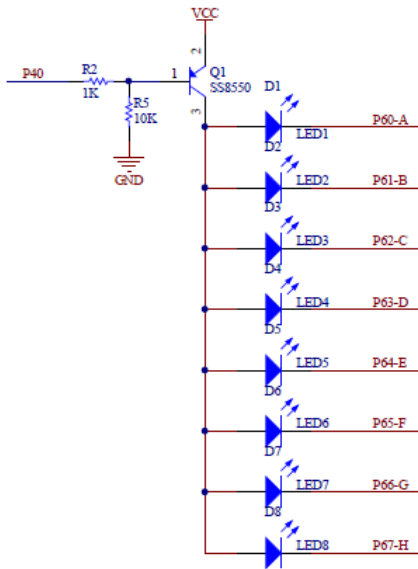 VCC
P40
R2
1K
1
2
Q1
SS8550
3
R5
10K
GND
D1
LED1
P60-A
D2
LED2
P61-B
D3
LED3
P62-C
D4
LED4
P63-D
D5
LED5
P64-E
D6
LED6
P65-F
D7
LED7
P66-G
D8
LED8
P67-H